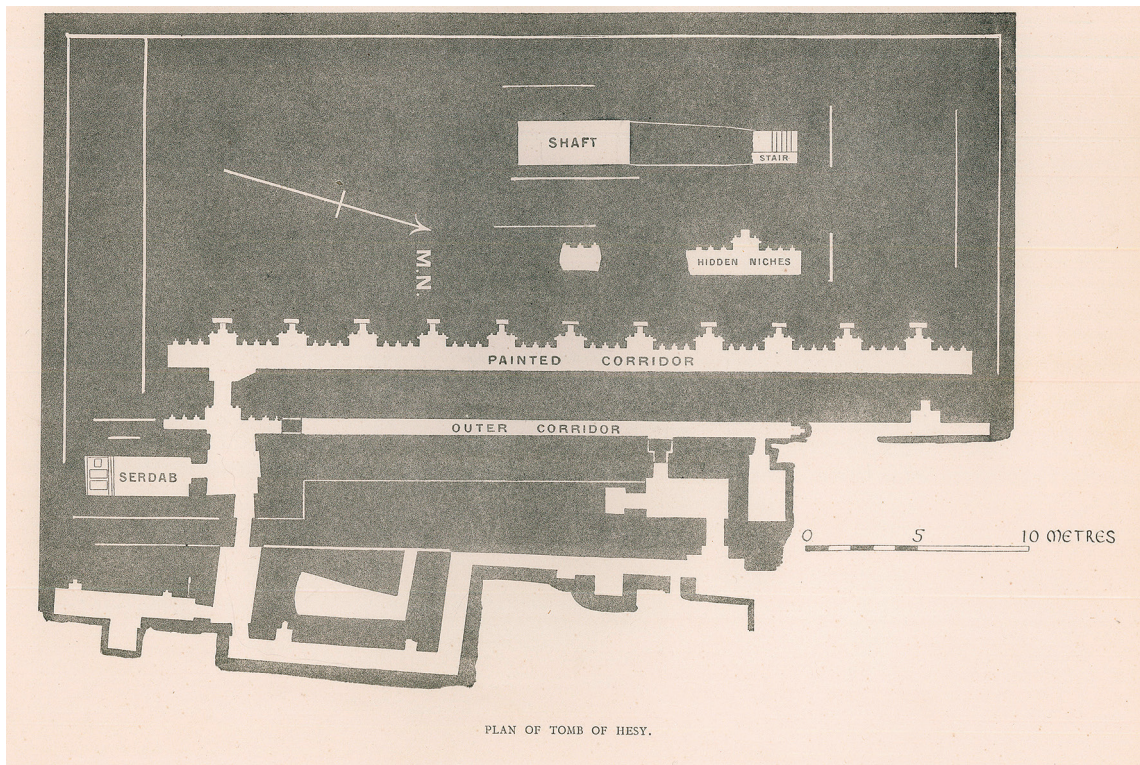 SHAFT
STAIR
M.N.
HIDDEN NICHES
PAINTED CORRIDOR
OUTER CORRIDOR
SERDAB
0 5 10 METRES
PLAN OF TOMB OF HESY.